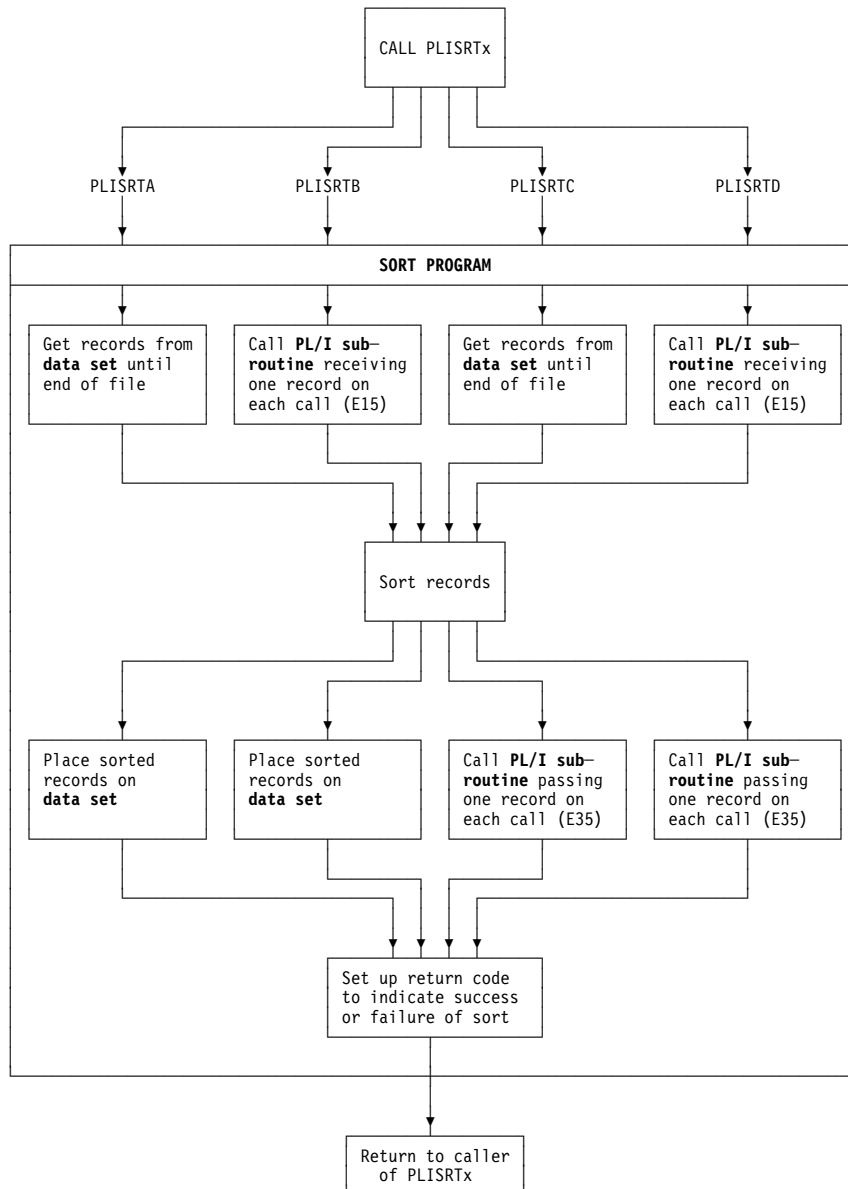 CALL PLISRTx
PLISRTA PLISRTB PLISRTC PLISRTD
SORT PROGRAM
Get records from
data set until
end of file
Call PL/I sub—
routine receiving
one record on
each call (E15)
Get records from
data set until
end of file
Call PL/I sub—
routine receiving
one record on
each call (E15)
Sort records
Place sorted
records on
data set
Place sorted
records on
data set
Call PL/I sub—
routine passing
one record on
each call (E35)
Call PL/I sub—
routine passing
one record on
each call (E35)
Set up return code
to indicate success
or failure of sort
Return to caller
of PLISRTx